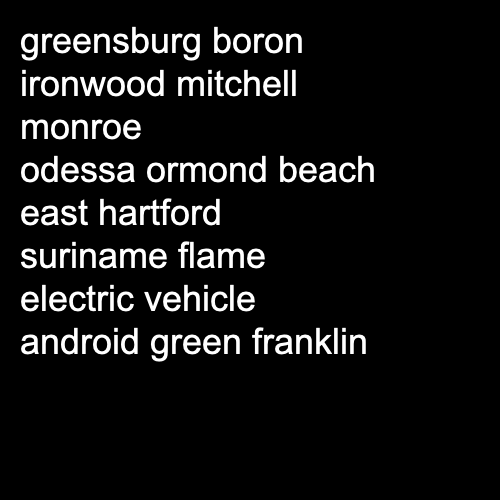 greensburg boron
ironwood mitchell
monroe
odessa ormond beach
east hartford
suriname flame
electric vehicle
android green franklin